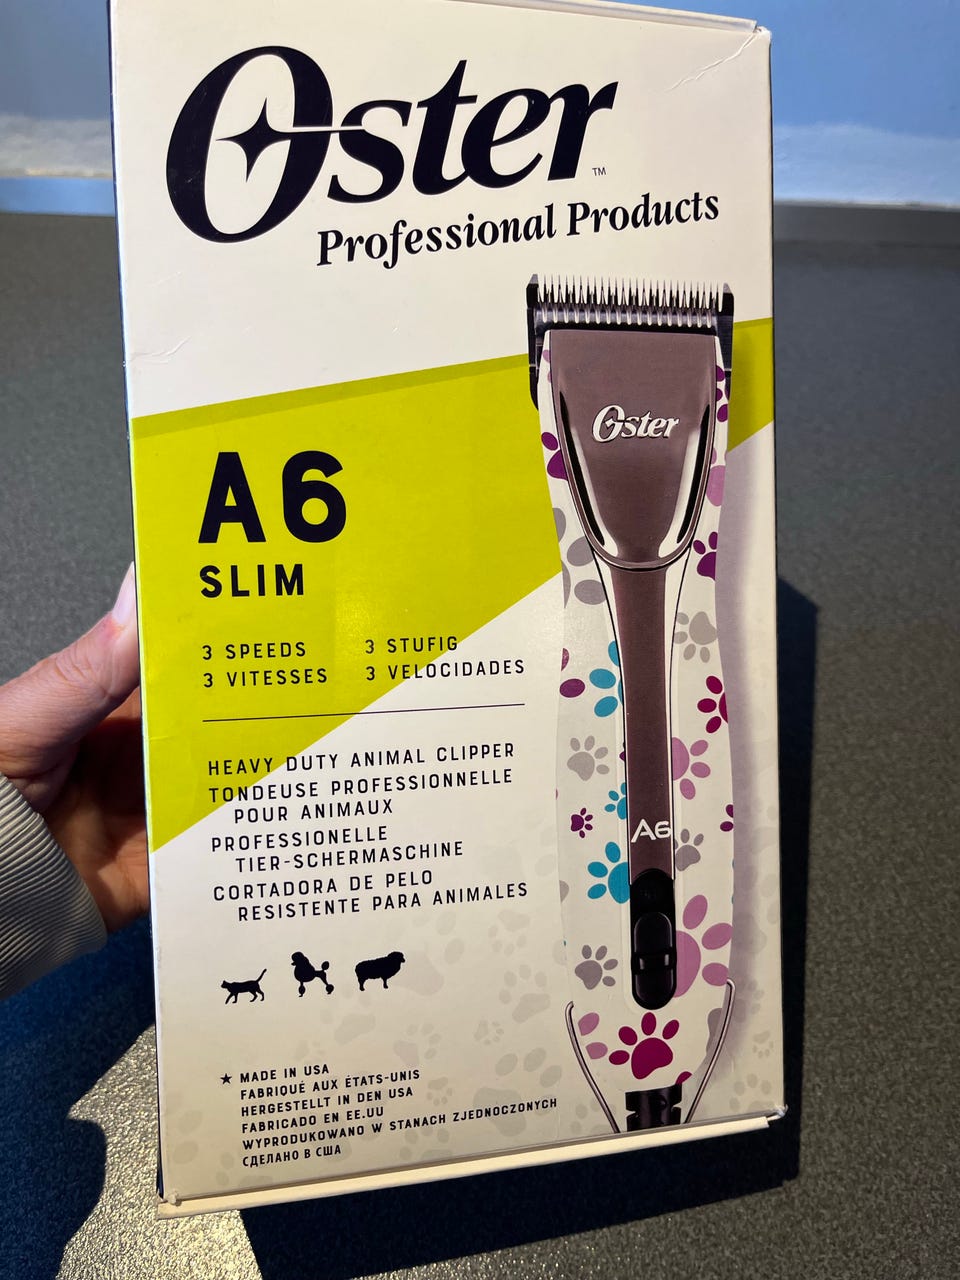 Oster™
Professional Products
Oster
A6
SLIM
3 SPEEDS 3 STUFIG
3 VITESSES 3 VELOCIDADES
HEAVY DUTY ANIMAL CLIPPER
TONDEUSE PROFESSIONNELLE
POUR ANIMAUX
PROFESSIONELLE
TIER-SCHERMASCHINE
CORTADORA DE PELO
RESISTENTE PARA ANIMALES
A6
★ MADE IN USA
FABRIQUÉ AUX ÉTATS-UNIS
HERGESTELLT IN DEN USA
FABRICADO EN EE.UU
WYPRODUKOWANO W STANACH ZJEDNOCZONYCH
СДЕЛАНО В США